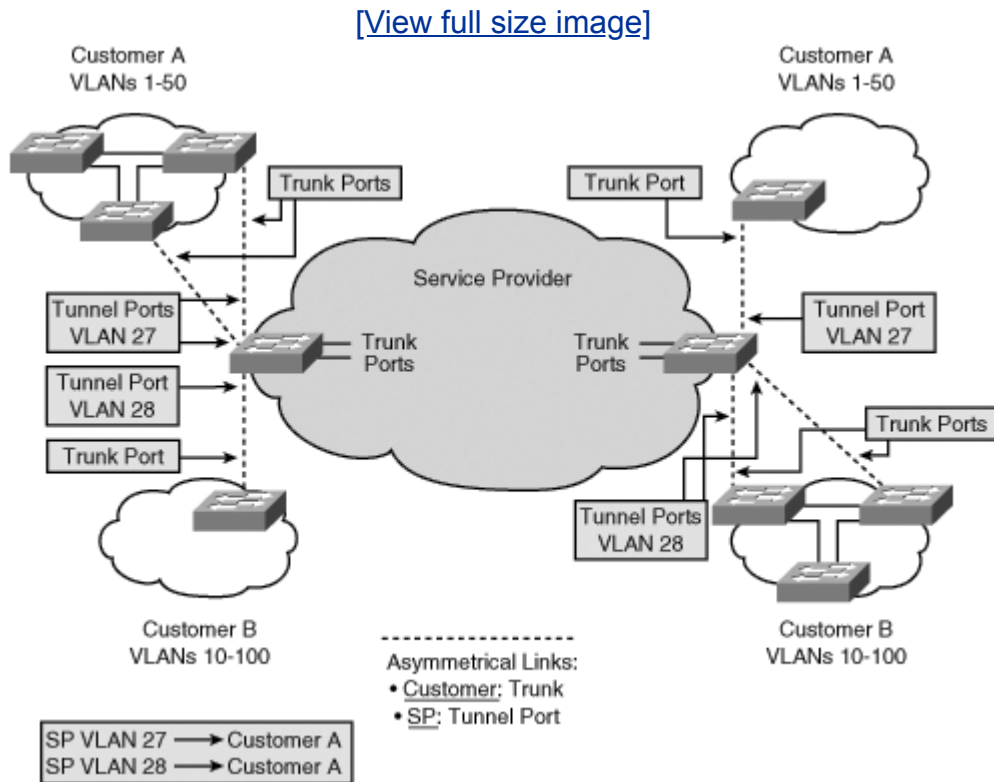 [View full size image]
Customer A
VLANs 1-50
Customer A
VLANs 1-50
Trunk Ports
Trunk Port
Service Provider
Tunnel Ports
VLAN 27
Trunk
Ports
Trunk
Ports
Tunnel Port
VLAN 27
Tunnel Port
VLAN 28
Trunk Port
Trunk Ports
Tunnel Ports
VLAN 28
Customer B
VLANs 10-100
Customer B
VLANs 10-100
Asymmetrical Links:
• Customer: Trunk
• SP: Tunnel Port
SP VLAN 27 → Customer A
SP VLAN 28 → Customer A